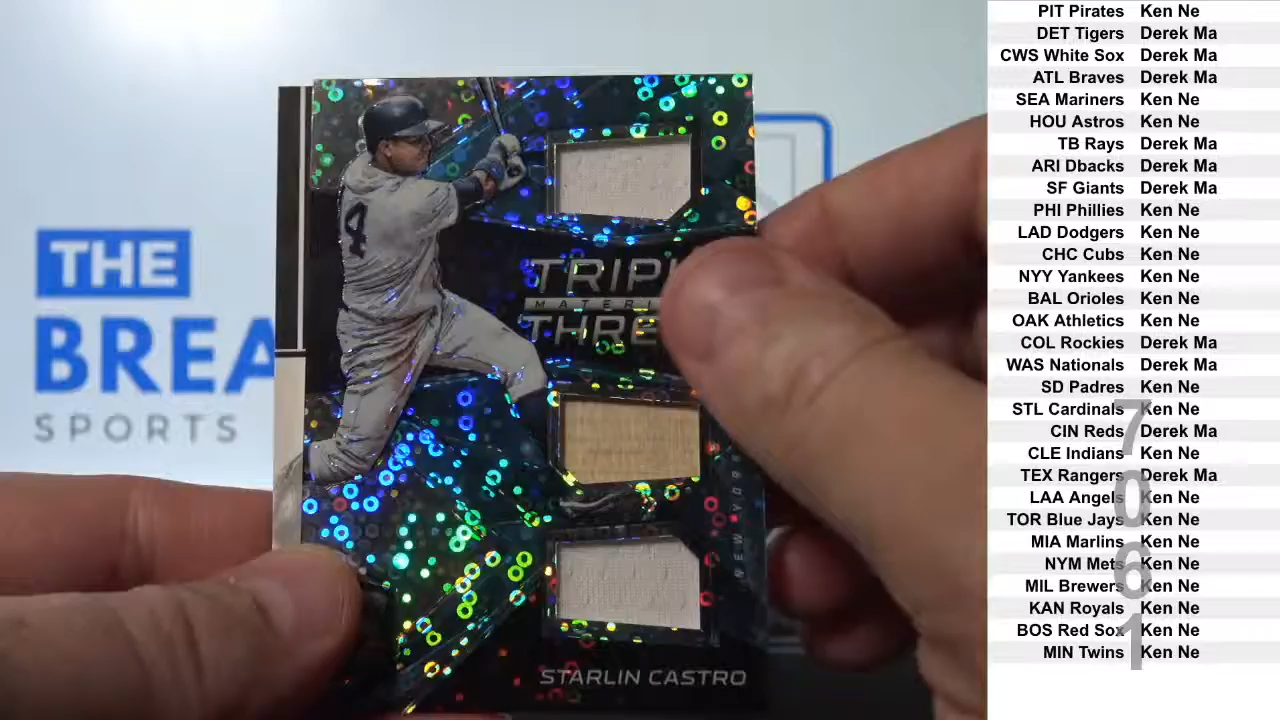 THE
BREA
SPORTS
4
TRIPL
MATERI
THRE
NEW YOR
STARLIN CASTRO
PIT Pirates Ken Ne
DET Tigers Derek Ma
CWS White Sox Derek Ma
ATL Braves Derek Ma
SEA Mariners Ken Ne
HOU Astros Ken Ne
TB Rays Derek Ma
ARI Dbacks Derek Ma
SF Giants Derek Ma
PHI Phillies Ken Ne
LAD Dodgers Ken Ne
CHC Cubs Ken Ne
NYY Yankees Ken Ne
BAL Orioles Ken Ne
OAK Athletics Ken Ne
COL Rockies Derek Ma
WAS Nationals Derek Ma
SD Padres Ken Ne
STL Cardinals Ken Ne
CIN Reds Derek Ma
CLE Indians Ken Ne
TEX Rangers Derek Ma
LAA Angels Ken Ne
TOR Blue Jays Ken Ne
MIA Marlins Ken Ne
NYM Mets Ken Ne
MIL Brewers Ken Ne
KAN Royals Ken Ne
BOS Red Sox Ken Ne
MIN Twins Ken Ne
7061